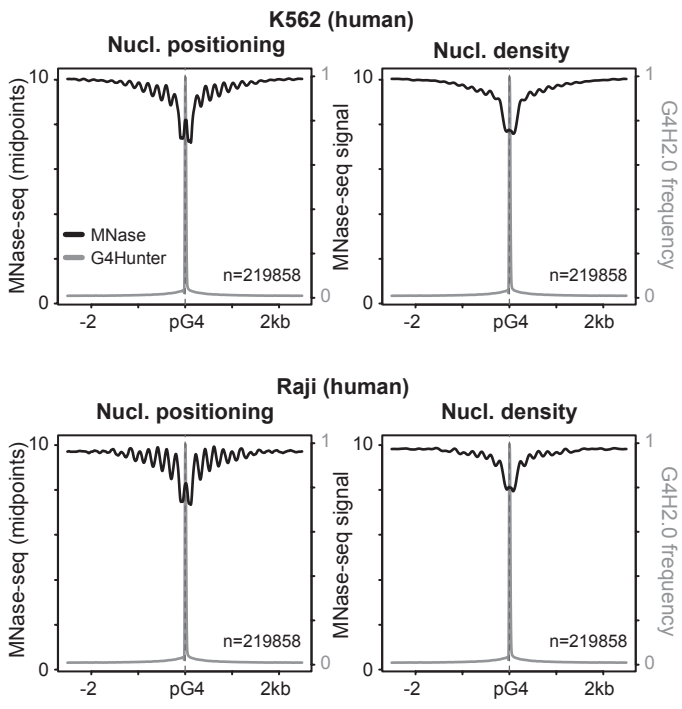 K562 (human)
Nucl. positioning
Nucl. density
MNase-seq (midpoints)
10
0
1
0
MNase
G4Hunter
n=219858
-2
pG4
2kb
MNase-seq signal
10
0
1
0
G4H2.0 frequency
n=219858
-2
pG4
2kb
Raji (human)
Nucl. positioning
Nucl. density
MNase-seq (midpoints)
10
0
1
0
n=219858
-2
pG4
2kb
MNase-seq signal
10
0
1
0
G4H2.0 frequency
n=219858
-2
pG4
2kb